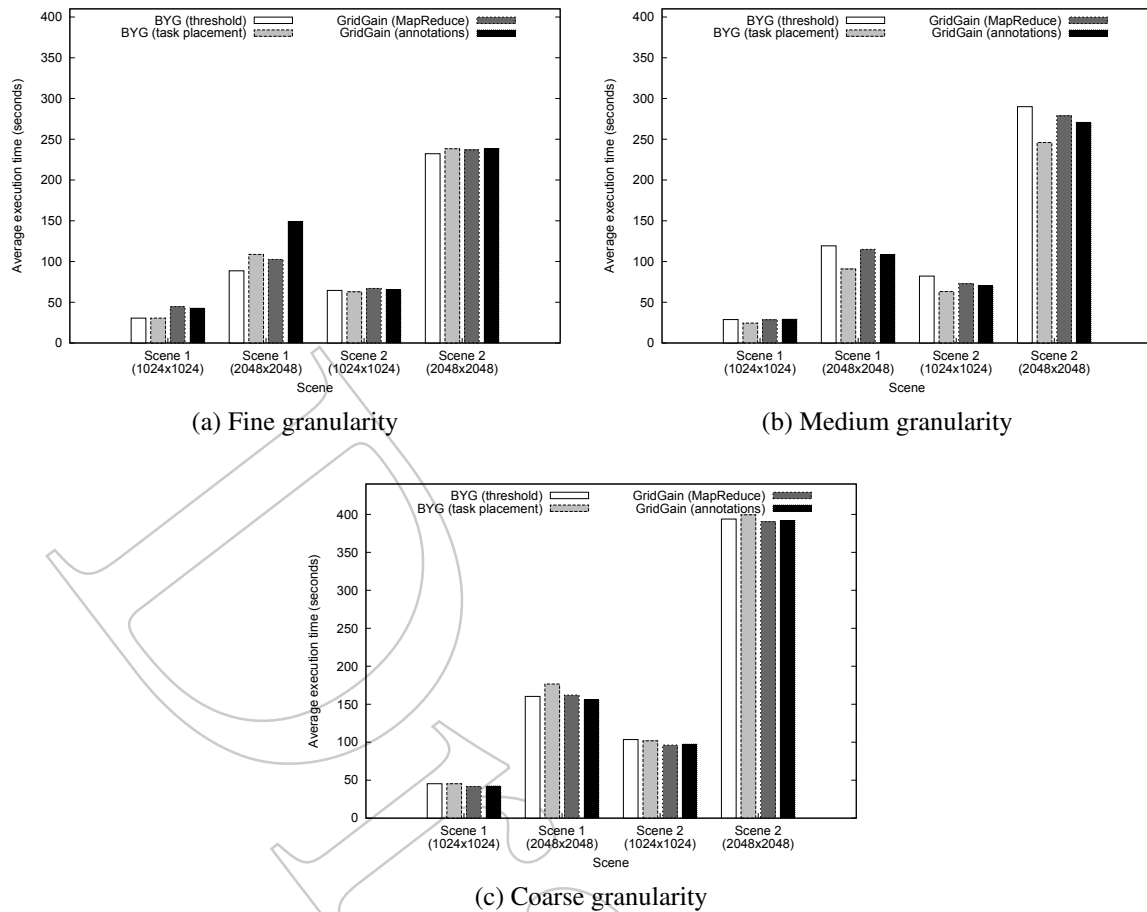 BYG (threshold)
BYG (task placement)
GridGain (MapReduce)
GridGain (annotations)
Average execution time (seconds)
400
350
300
250
200
150
100
50
0
Scene 1 (1024x1024)
Scene 1 (2048x2048)
Scene 2 (1024x1024)
Scene 2 (2048x2048)
Scene
(a) Fine granularity
BYG (threshold)
BYG (task placement)
GridGain (MapReduce)
GridGain (annotations)
Average execution time (seconds)
400
350
300
250
200
150
100
50
0
Scene 1 (1024x1024)
Scene 1 (2048x2048)
Scene 2 (1024x1024)
Scene 2 (2048x2048)
Scene
(b) Medium granularity
BYG (threshold)
BYG (task placement)
GridGain (MapReduce)
GridGain (annotations)
Average execution time (seconds)
400
350
300
250
200
150
100
50
0
Scene 1 (1024x1024)
Scene 1 (2048x2048)
Scene 2 (1024x1024)
Scene 2 (2048x2048)
Scene
(c) Coarse granularity